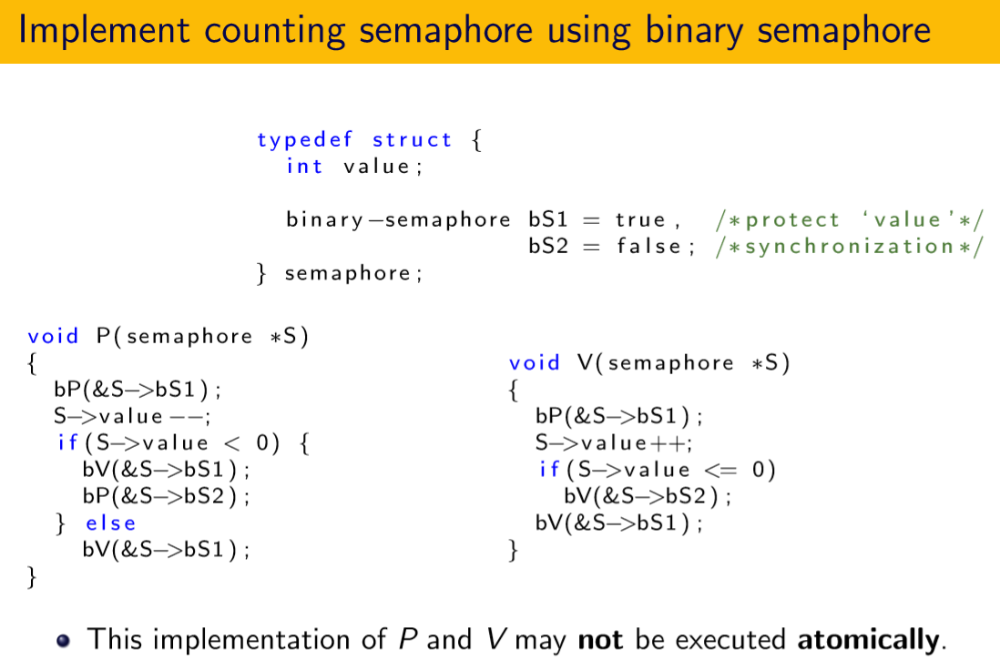 Implement counting semaphore using binary semaphore
typedef struct {
int value;
binary-semaphore bS1 = true, /*protect ‘value’*/
bS2 = false; /*synchronization*/
} semaphore;
void P(semaphore *S)
{
bP(&S->bS1);
S->value--;
if(S->value < 0) {
bV(&S->bS1);
bP(&S->bS2);
} else
bV(&S->bS1);
}
void V(semaphore *S)
{
bP(&S->bS1);
S->value++;
if(S->value <= 0)
bV(&S->bS2);
bV(&S->bS1);
}
This implementation of P and V may not be executed atomically.